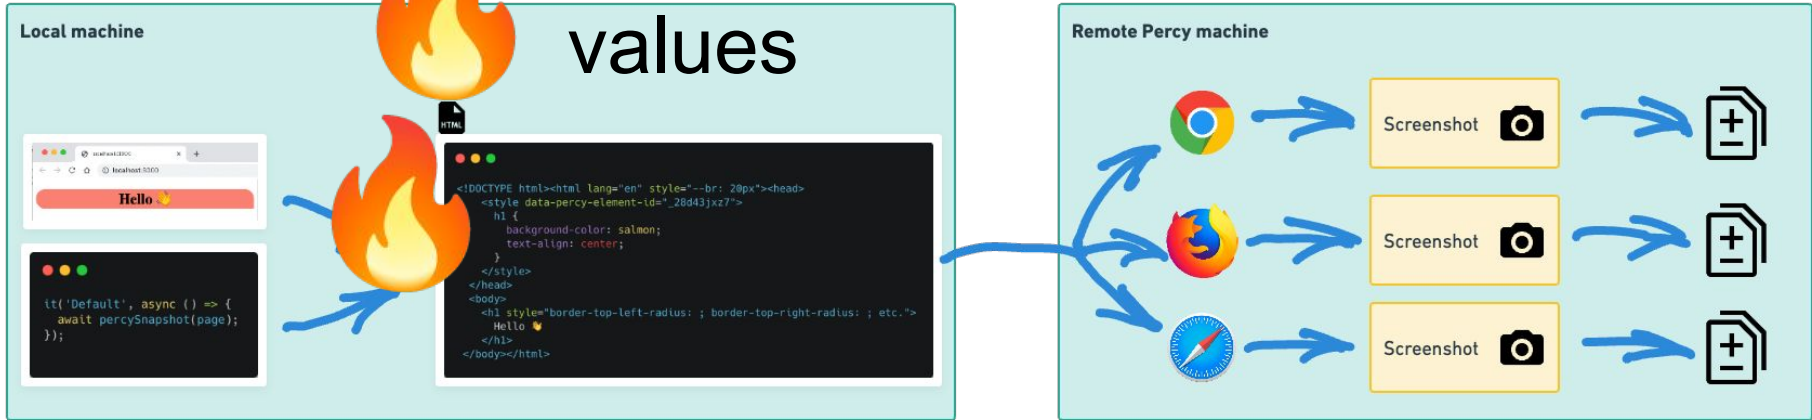 Local machine
values
HTML
localhost:3000
Hello 👋
it('Default', async () => {
  await percySnapshot(page);
});
<!DOCTYPE html><html lang="en" style="--br: 20px"><head>
    <style data-percy-element-id="_28d43jxz7">
      h1 {
        background-color: salmon;
        text-align: center;
      }
    </style>
  </head>
  <body>
    <h1 style="border-top-left-radius: ; border-top-right-radius: ; etc.">
      Hello 👋
    </h1>
 </body></html>
Remote Percy machine
Screenshot
Screenshot
Screenshot